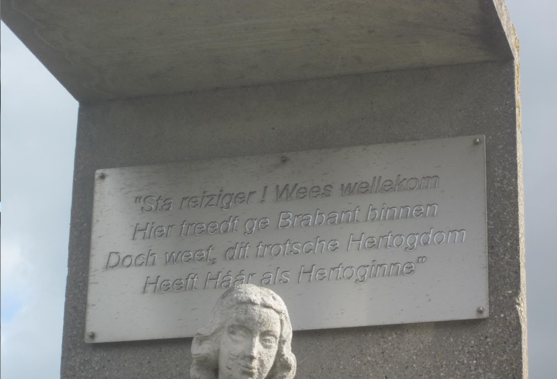 "Sta reiziger ! Wees wellekom
Hier treedt ge Brabant binnen
Doch weet, dit trotsche Hertogdom
Heeft Háár als hertoginne"